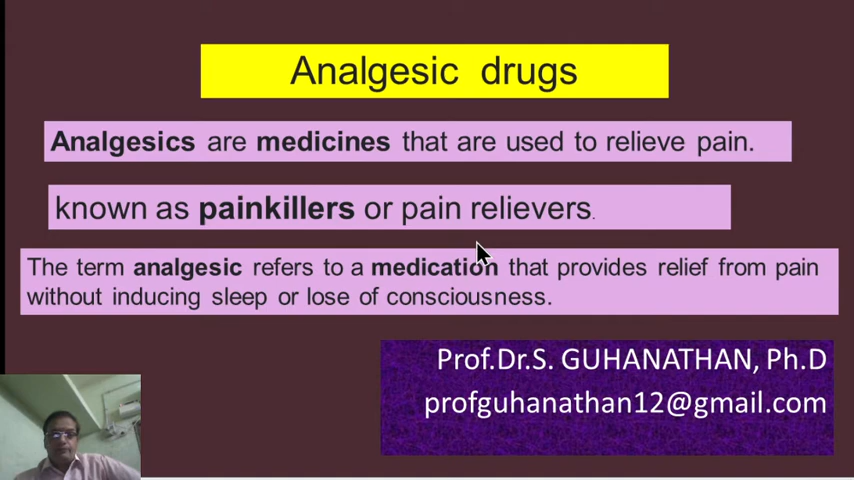 Analgesic drugs
Analgesics are medicines that are used to relieve pain.
known as painkillers or pain relievers.
The term analgesic refers to a medication that provides relief from pain
without inducing sleep or lose of consciousness.
Prof.Dr.S. GUHANATHAN, Ph.D
profguhanathan12@gmail.com